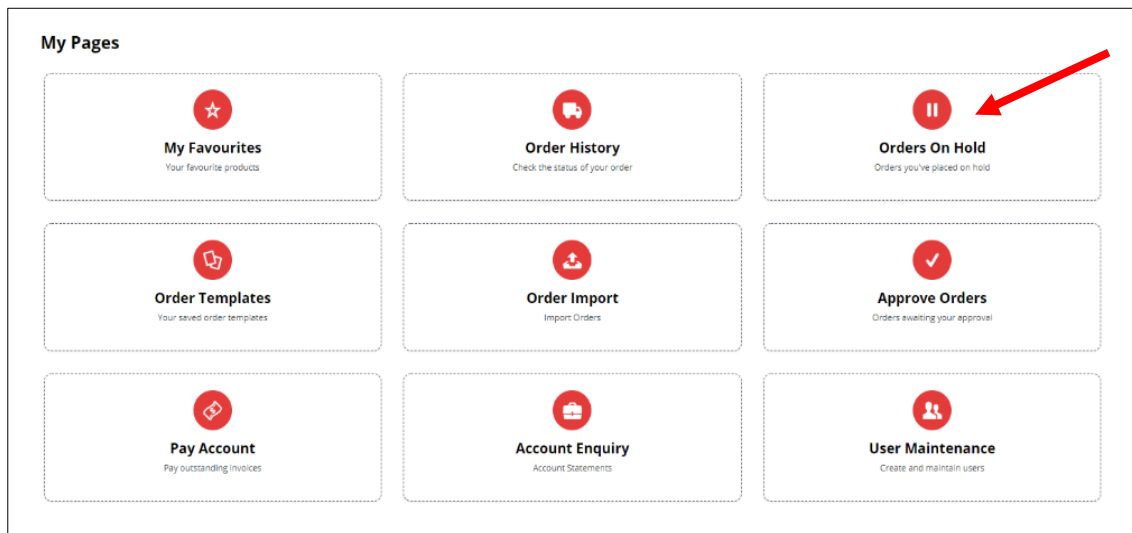 My Pages
My Favourites
Your favourite products
Order History
Check the status of your order
Orders On Hold
Orders you've placed on hold
Order Templates
Your saved order templates
Order Import
Import Orders
Approve Orders
Orders awaiting your approval
Pay Account
Pay outstanding invoices
Account Enquiry
Account Statements
User Maintenance
Create and maintain users